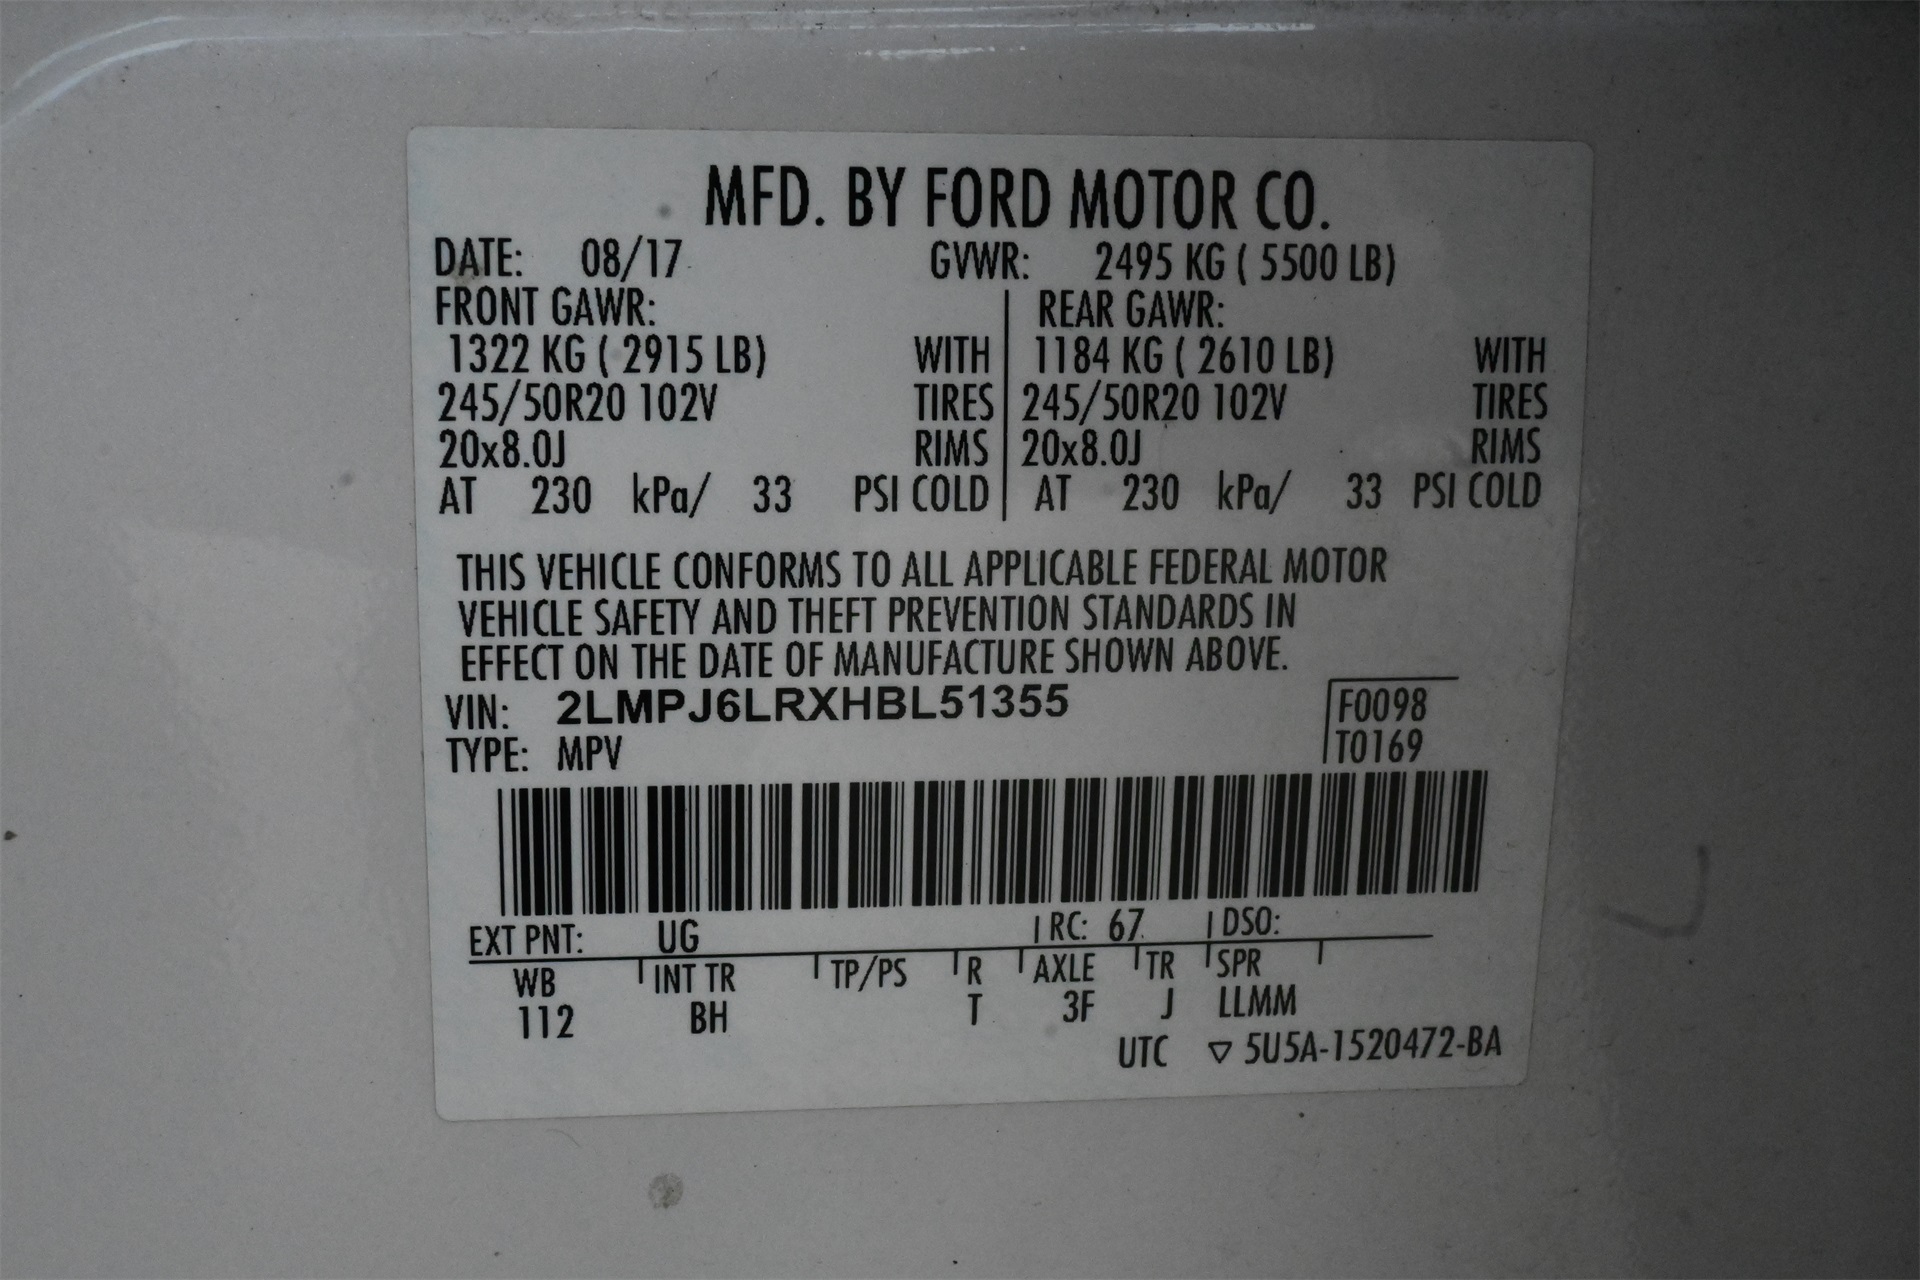 MFD. BY FORD MOTOR CO.
DATE: 08/17 GVWR: 2495 KG ( 5500 LB)
FRONT GAWR: REAR GAWR:
1322 KG ( 2915 LB) WITH 1184 KG ( 2610 LB) WITH
245/50R20 102V TIRES 245/50R20 102V TIRES
20x8.0J RIMS 20x8.0J RIMS
AT 230 kPa/ 33 PSI COLD AT 230 kPa/ 33 PSI COLD
THIS VEHICLE CONFORMS TO ALL APPLICABLE FEDERAL MOTOR
VEHICLE SAFETY AND THEFT PREVENTION STANDARDS IN
EFFECT ON THE DATE OF MANUFACTURE SHOWN ABOVE.
VIN: 2LMPJ6LRXHBL51355 F0098
TYPE: MPV T0169
EXT PNT: UG RC: 67 DSO:
WB INT TR TP/PS R AXLE TR SPR
112 BH T 3F J LLMM
UTC ▽ 5U5A-1520472-BA